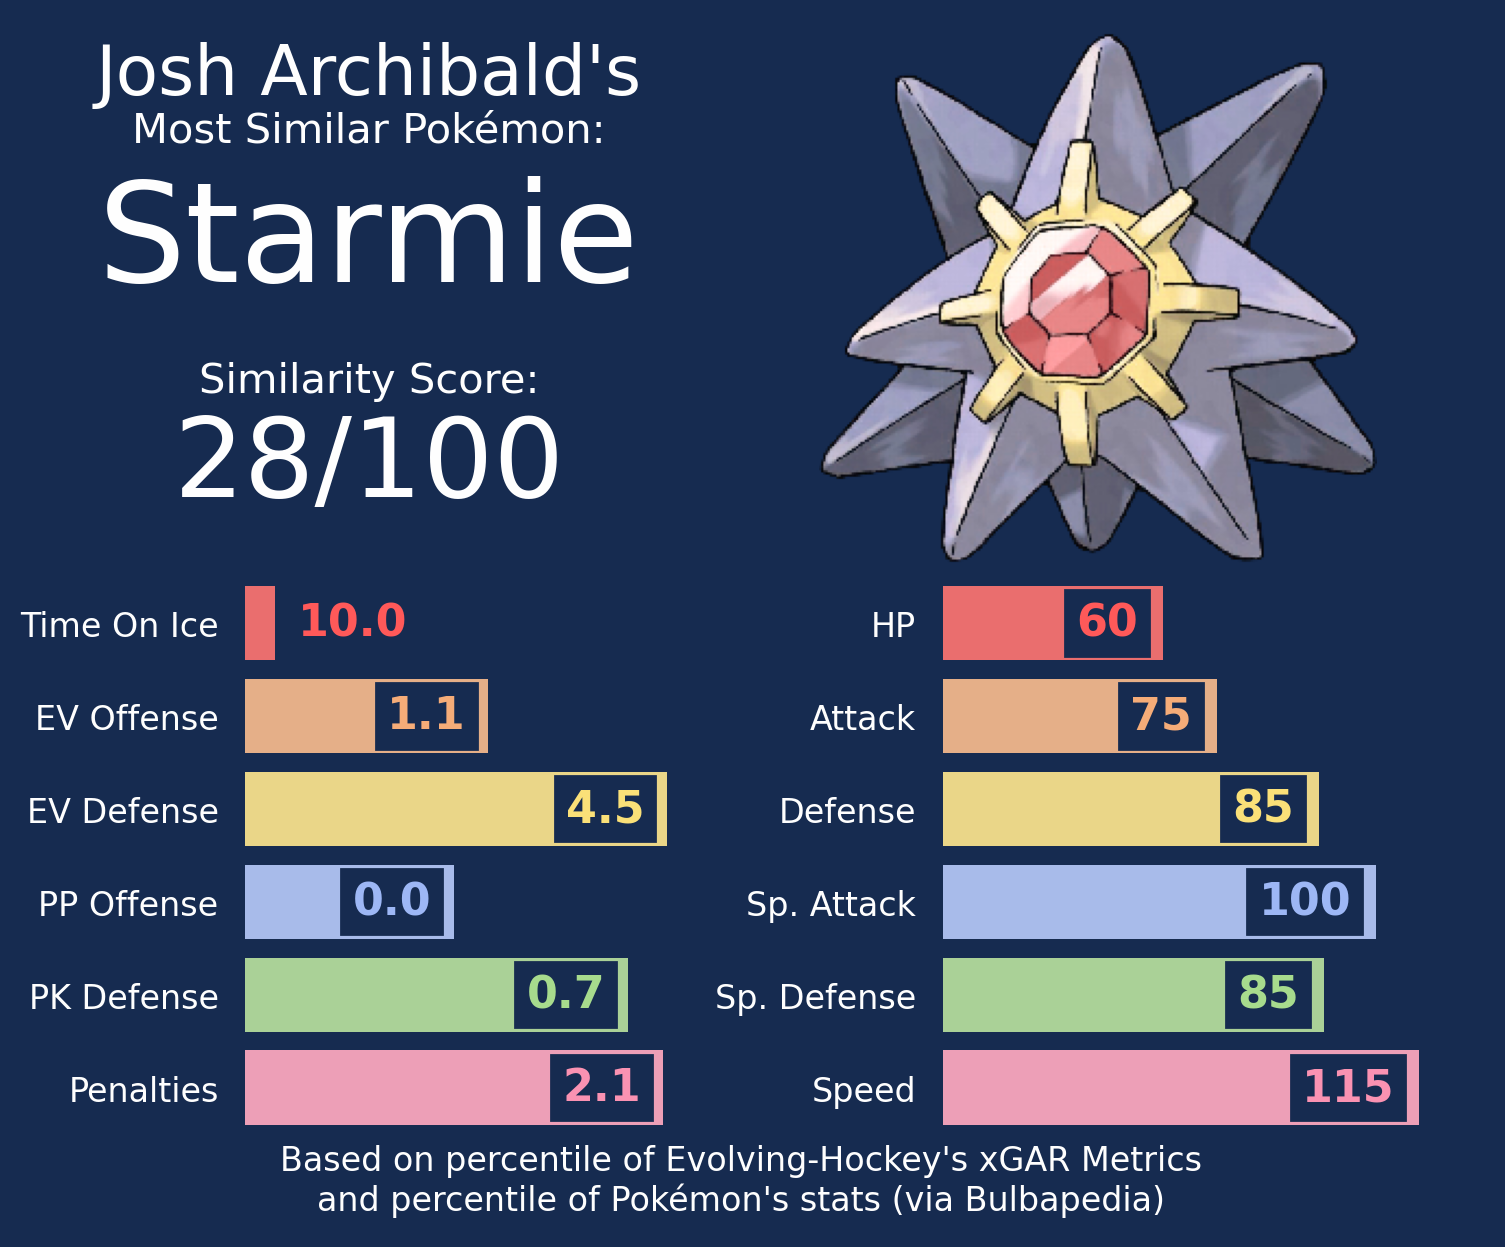 Josh Archibald's
Most Similar Pokémon:
Starmie
Similarity Score:
28/100
Time On Ice 10.0
EV Offense 1.1
EV Defense 4.5
PP Offense 0.0
PK Defense 0.7
Penalties 2.1
HP 60
Attack 75
Defense 85
Sp. Attack 100
Sp. Defense 85
Speed 115
Based on percentile of Evolving-Hockey's xGAR Metrics
and percentile of Pokémon's stats (via Bulbapedia)